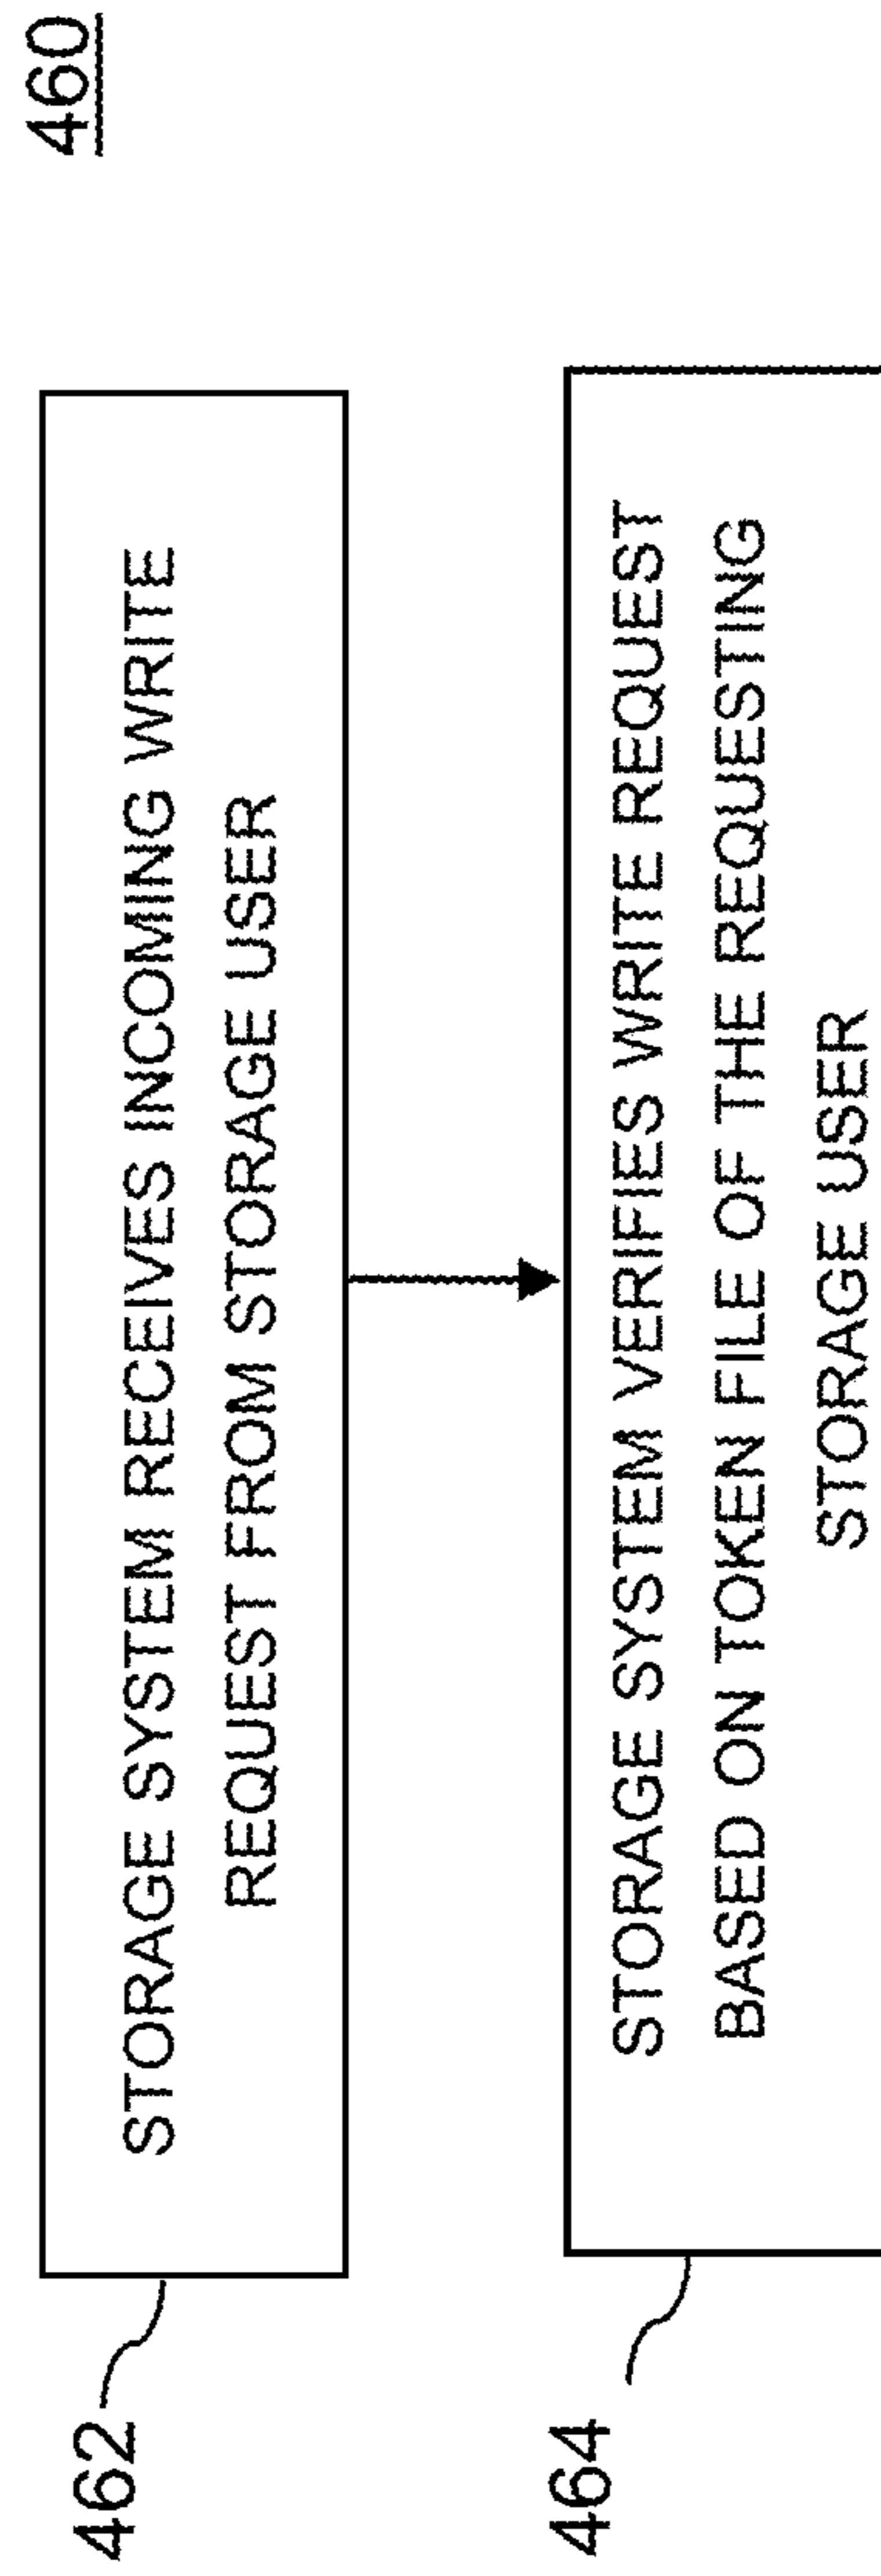 460
462
STORAGE SYSTEM RECEIVES INCOMING WRITE
REQUEST FROM STORAGE USER
464
STORAGE SYSTEM VERIFIES WRITE REQUEST
BASED ON TOKEN FILE OF THE REQUESTING
STORAGE USER